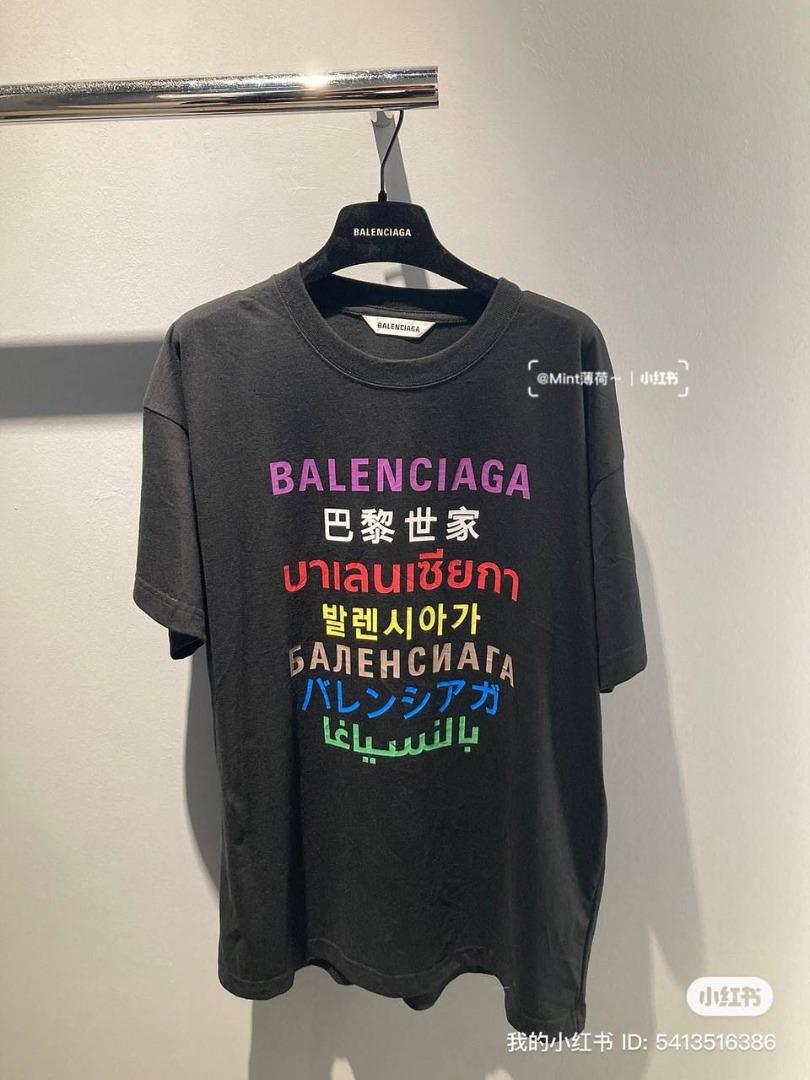 BALENCIAGA
BALENCIAGA
@Mint薄荷~ | 小红书
BALENCIAGA
巴黎世家
บาเลนเซียกา
발렌시아가
БАЛЕНСИАГА
バレンシアガ
بالنسياغا
小红书
我的小红书 ID: 5413516386